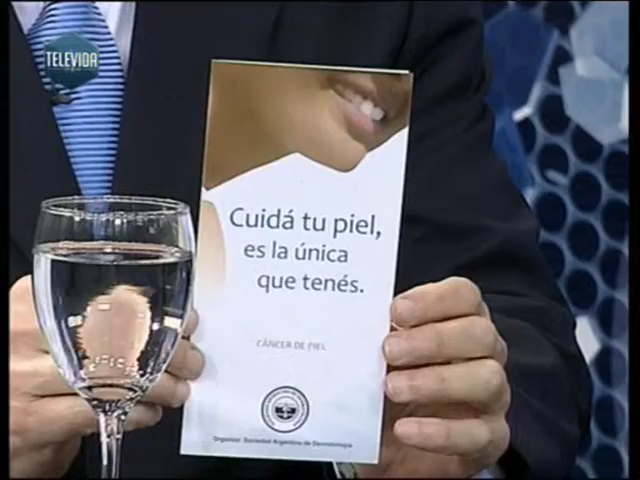 TELEVIDA
Cuidá tu piel,
es la única
que tenés.
CÁNCER DE PIEL
Organiza: Sociedad Argentina de Dermatología